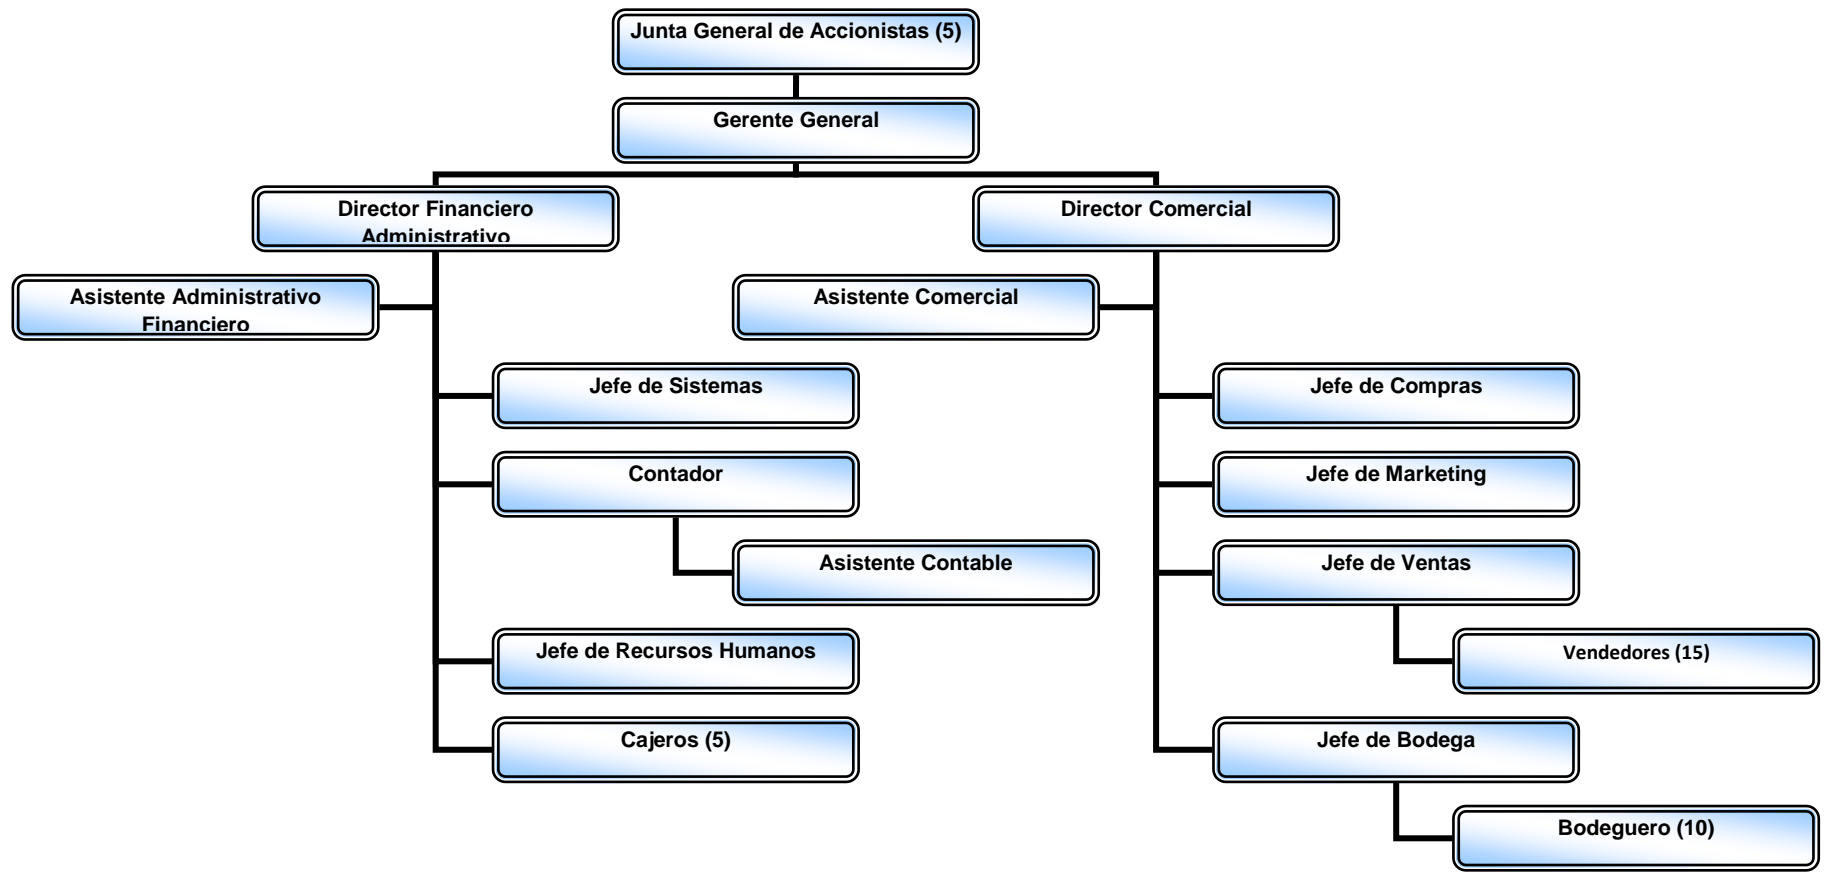 Junta General de Accionistas (5)
Gerente General
Director Financiero
Administrativo
Director Comercial
Asistente Administrativo
Financiero
Asistente Comercial
Jefe de Sistemas
Jefe de Compras
Contador
Jefe de Marketing
Asistente Contable
Jefe de Ventas
Jefe de Recursos Humanos
Vendedores (15)
Cajeros (5)
Jefe de Bodega
Bodeguero (10)